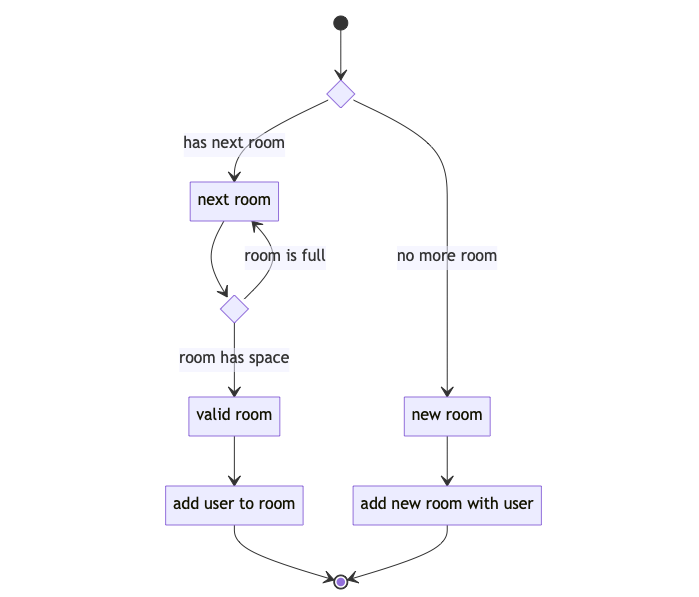 has next room
next room
room is full
no more room
room has space
valid room
new room
add user to room
add new room with user